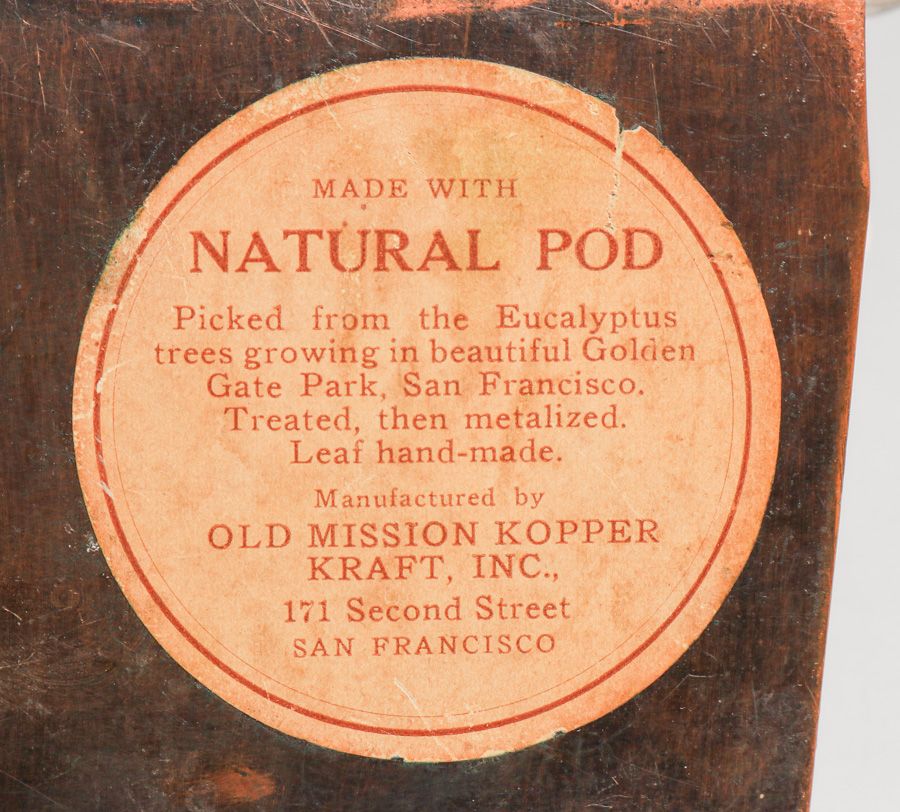 MADE WITH
NATURAL POD
Picked from the Eucalyptus
trees growing in beautiful Golden
Gate Park, San Francisco.
Treated, then metalized.
Leaf hand-made.
Manufactured by
OLD MISSION KOPPER
KRAFT, INC.,
171 Second Street
SAN FRANCISCO